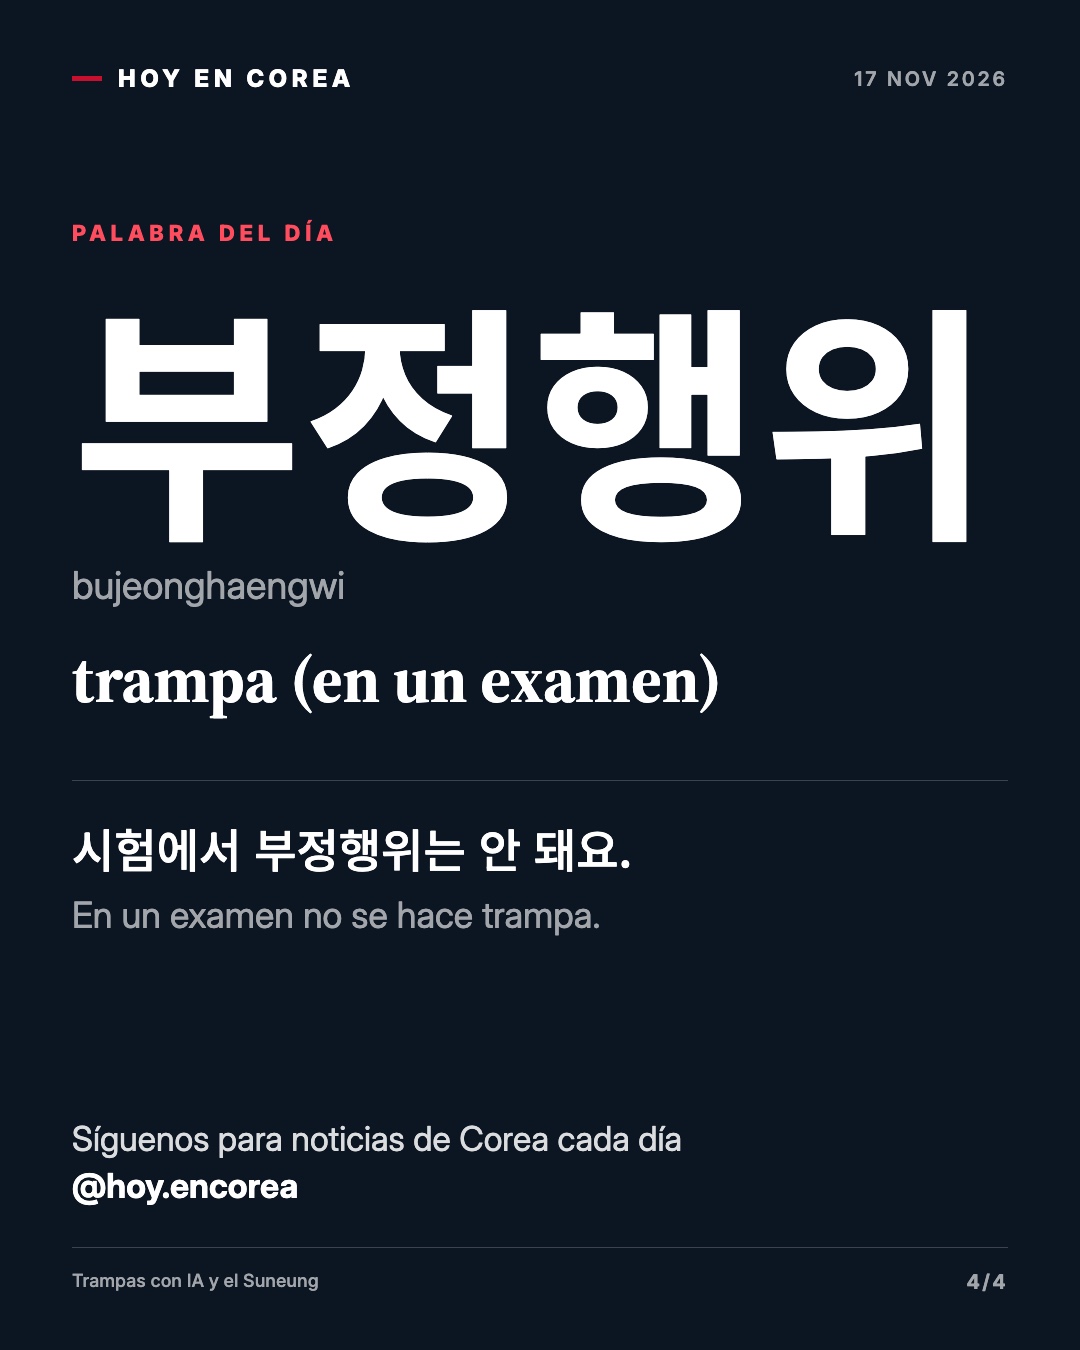 HOY EN COREA
17 NOV 2026
PALABRA DEL DÍA
부정행위
bujeonghaengwi
trampa (en un examen)
시험에서 부정행위는 안 돼요.
En un examen no se hace trampa.
Síguenos para noticias de Corea cada día
@hoy.encorea
Trampas con IA y el Suneung
4/4